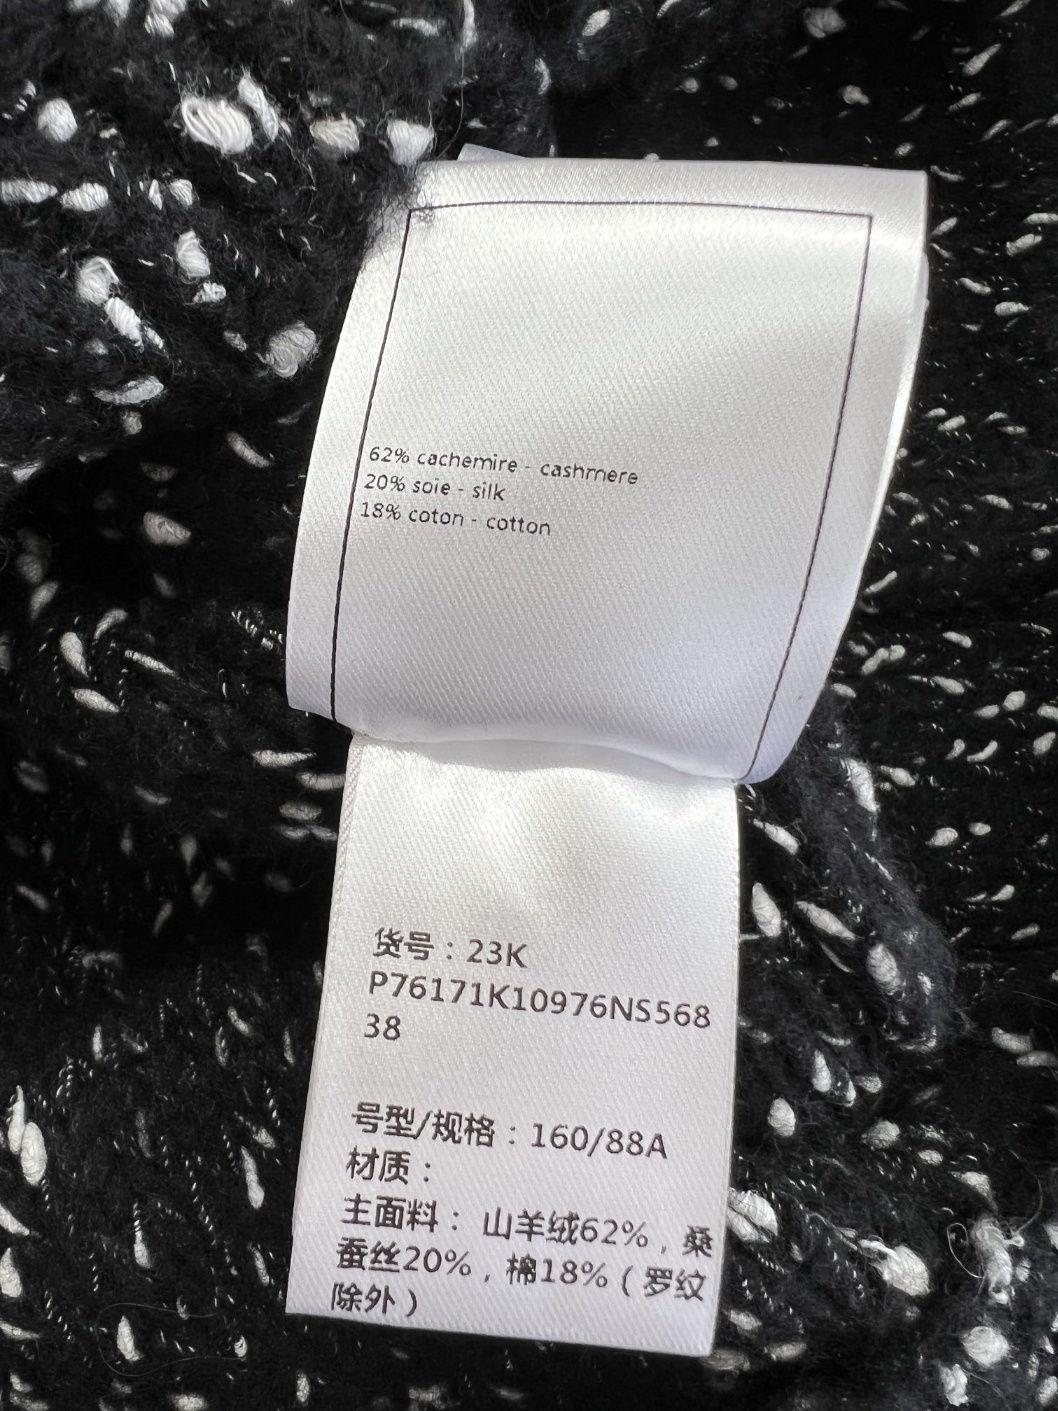 62% cachemire - cashmere
20% soie - silk
18% coton - cotton
货号：23K
P76171K10976NS568
38
号型/规格：160/88A
材质：
主面料：山羊绒62%，桑
蚕丝20%，棉18%（罗纹
除外）